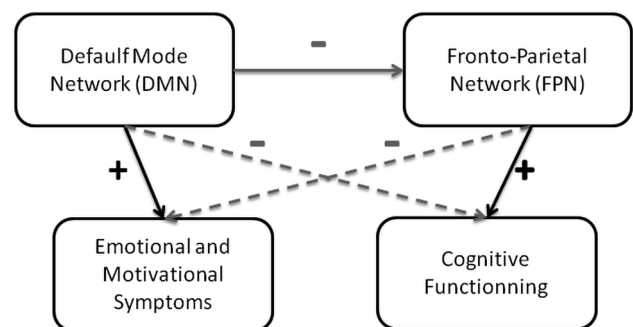 Defaulf Mode
Network (DMN)
-
Fronto-Parietal
Network (FPN)
-
-
+
+
Emotional and
Motivational
Symptoms
Cognitive
Functionning